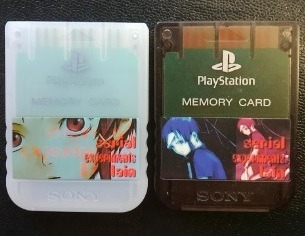 PlayStation
MEMORY CARD
serial
experiments
lain
SONY
PlayStation
MEMORY CARD
serial
experiments
lain
SONY